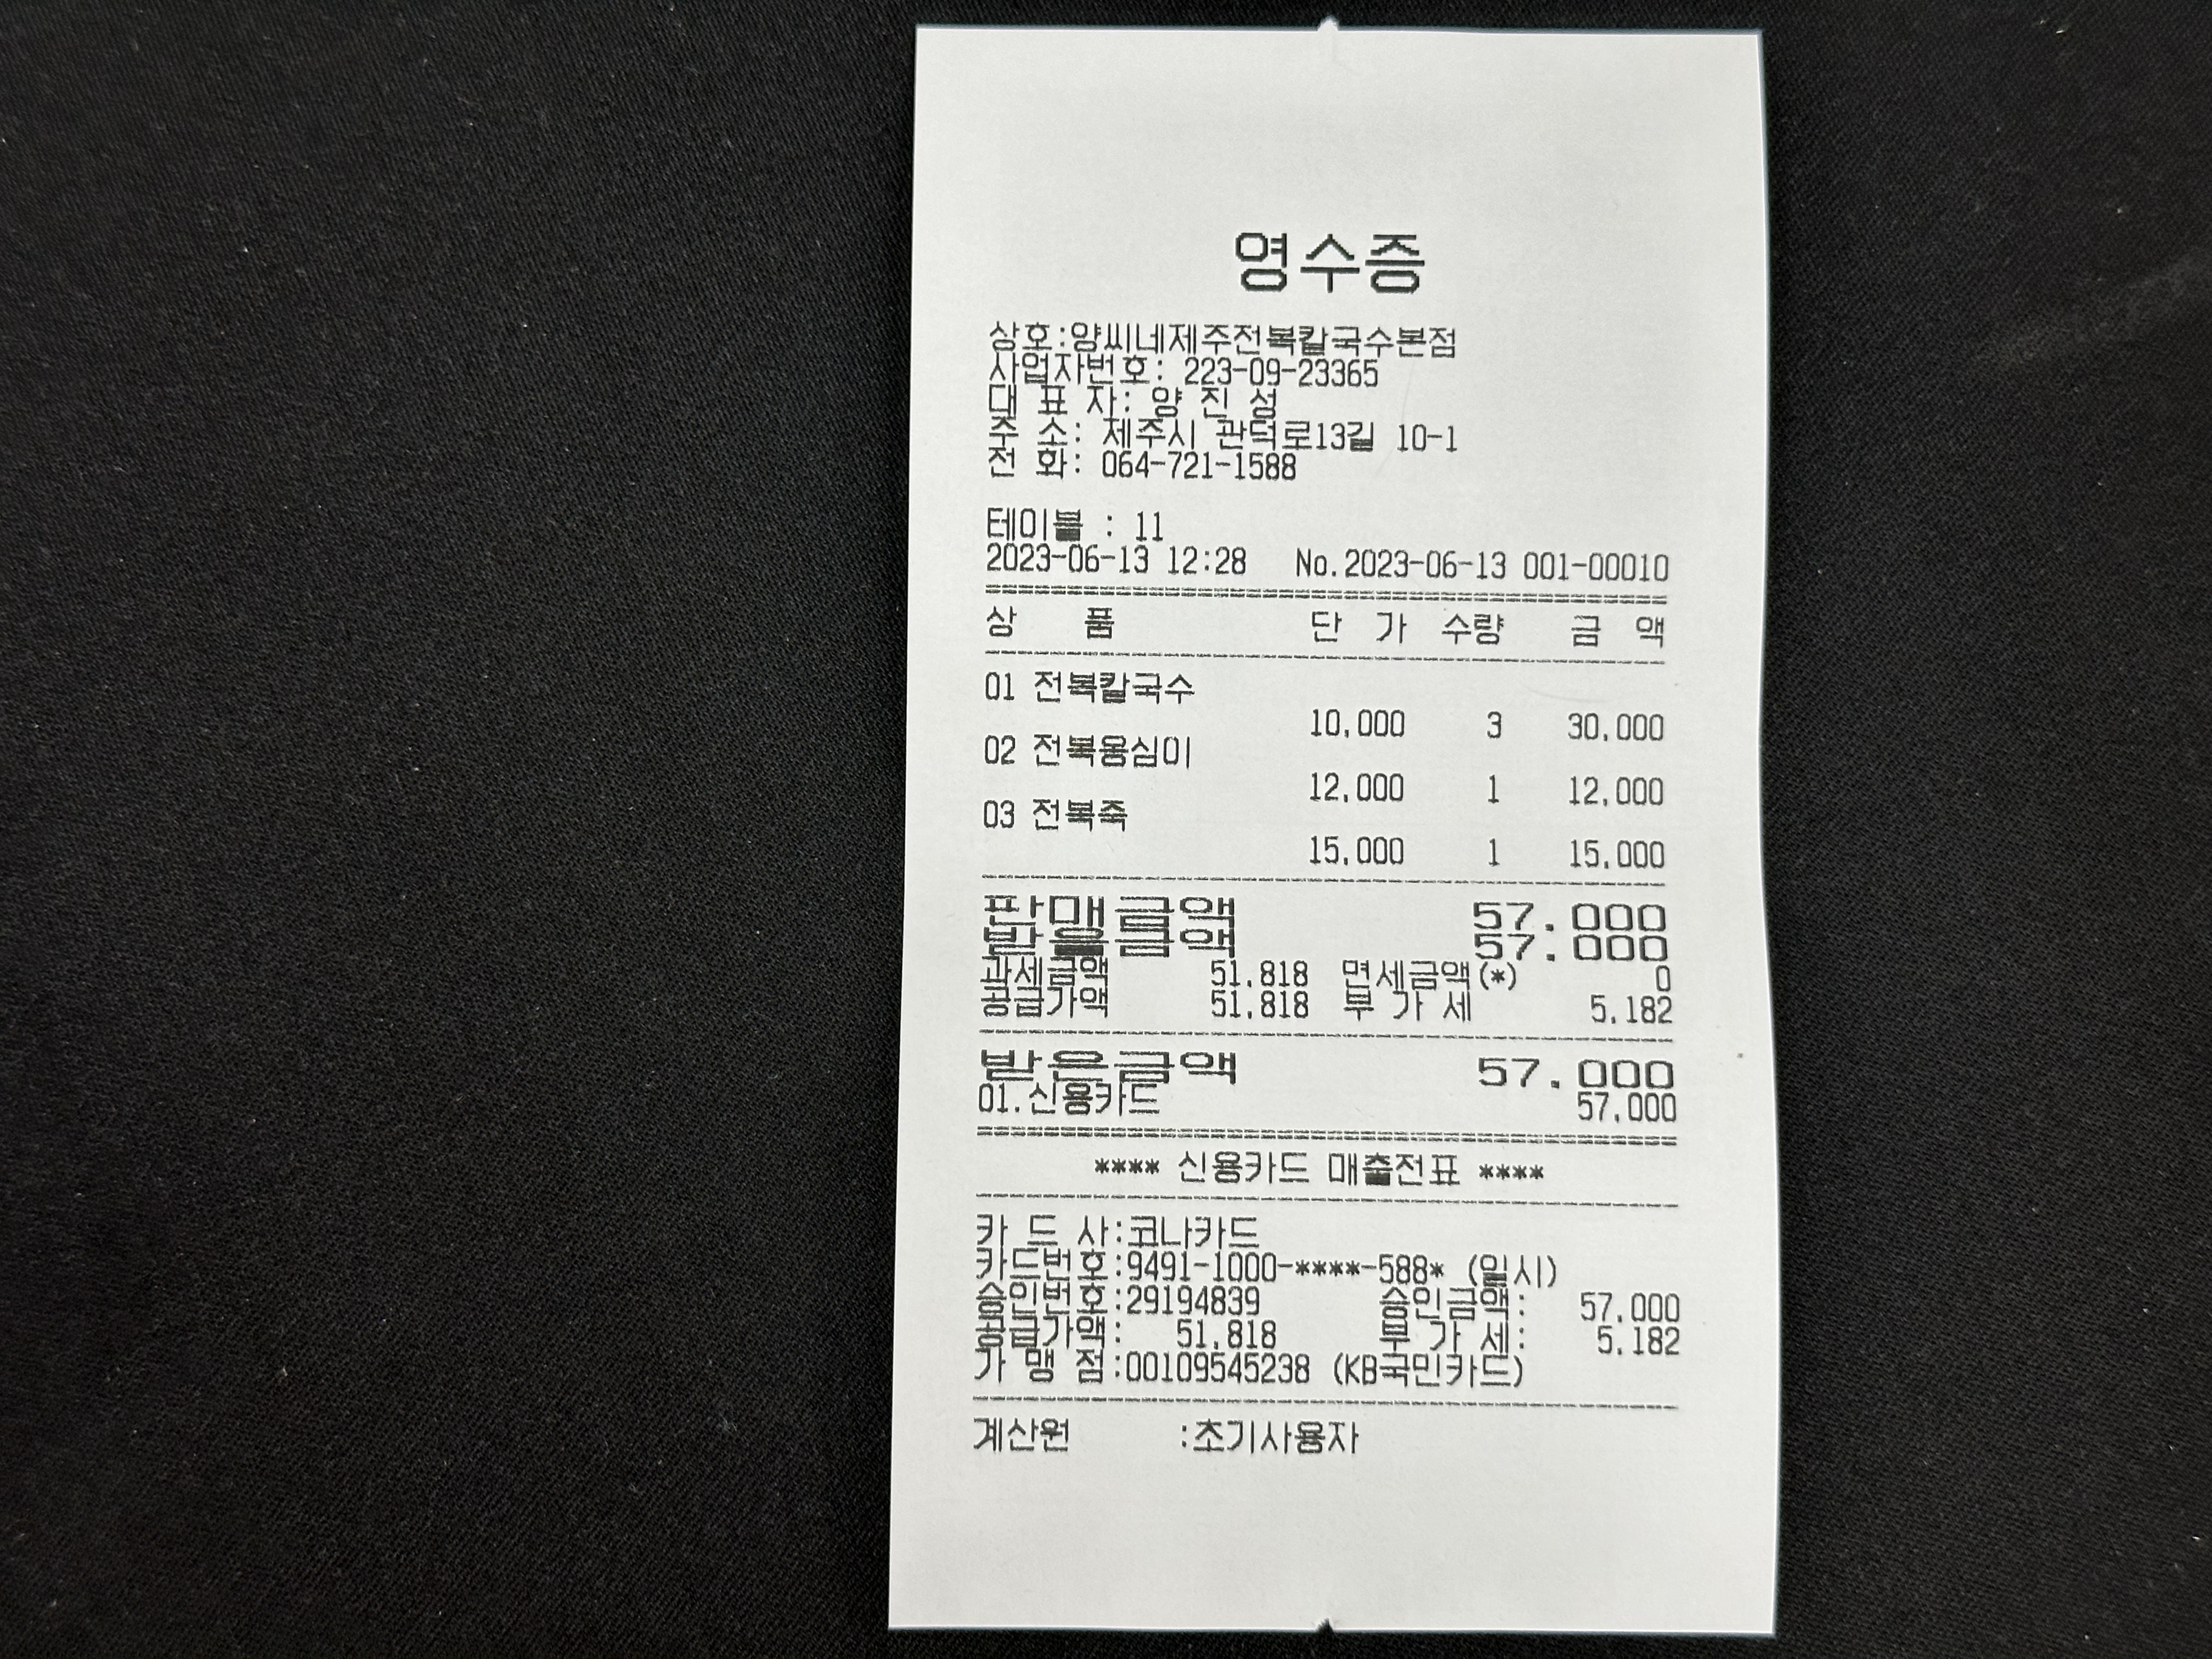 영수증
상호:양씨네제주전복칼국수본점
사업자번호: 223-09-23365
대 표 자: 양 진 성
주 소: 제주시 관덕로13길 10-1
전 화: 064-721-1588
테이블 : 11
2023-06-13 12:28 No.2023-06-13 001-00010
상 품 단 가 수량 금 액
01 전복칼국수
10,000 3 30,000
02 전복옹심이
12,000 1 12,000
03 전복죽
15,000 1 15,000
판매금액 57,000
받을금액 57,000
과세금액 51,818 면세금액(*) 0
공급가액 51,818 부 가 세 5,182
받은금액 57,000
01.신용카드 57,000
**** 신용카드 매출전표 ****
카 드 사:코나카드
카드번호:9491-1000-****-588* (일시)
승인번호:29194839 승인금액: 57,000
공급가액: 51,818 부 가 세: 5,182
가 맹 점:00109545238 (KB국민카드)
계산원 :초기사용자